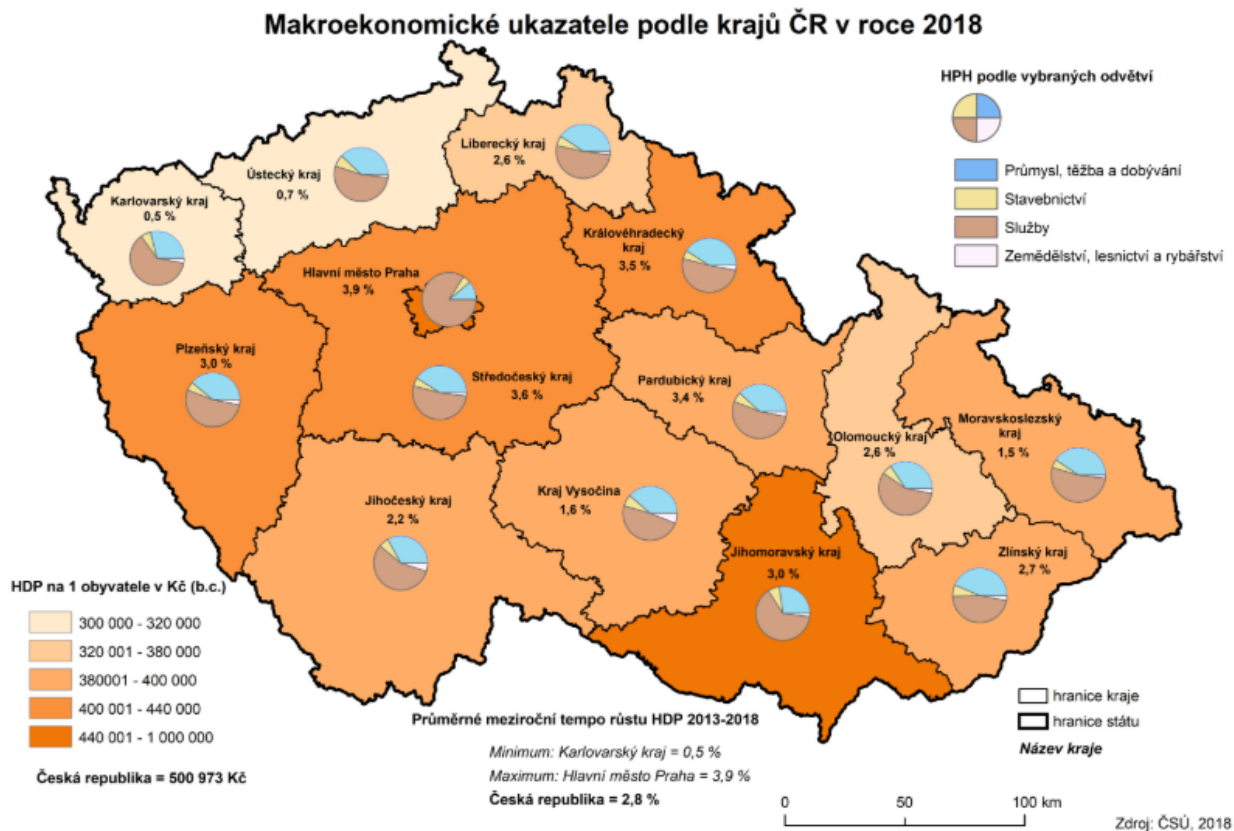 Makroekonomické ukazatele podle krajů ČR v roce 2018
HPH podle vybraných odvětví
Průmysl, těžba a dobývání
Stavebnictví
Služby
Zemědělství, lesnictví a rybářství
Liberecký kraj
2,6 %
Ústecký kraj
0,7 %
Karlovarský kraj
0,5 %
Královéhradecký
kraj
3,5 %
Hlavní město Praha
3,9 %
Plzeňský kraj
3,0 %
Středočeský kraj
3,6 %
Pardubický kraj
3,4 %
Moravskoslezský
kraj
1,5 %
Olomoucký kraj
2,6 %
Jihočeský kraj
2,2 %
Kraj Vysočina
1,6 %
Jihomoravský kraj
3,0 %
Zlínský kraj
2,7 %
HDP na 1 obyvatele v Kč (b.c.)
300 000 - 320 000
320 001 - 380 000
380001 - 400 000
400 001 - 440 000
440 001 - 1 000 000
Česká republika = 500 973 Kč
Průměrné meziroční tempo růstu HDP 2013-2018
Minimum: Karlovarský kraj = 0,5 %
Maximum: Hlavní město Praha = 3,9 %
Česká republika = 2,8 %
hranice kraje
hranice státu
Název kraje
0 50 100 km
Zdroj: ČSÚ, 2018